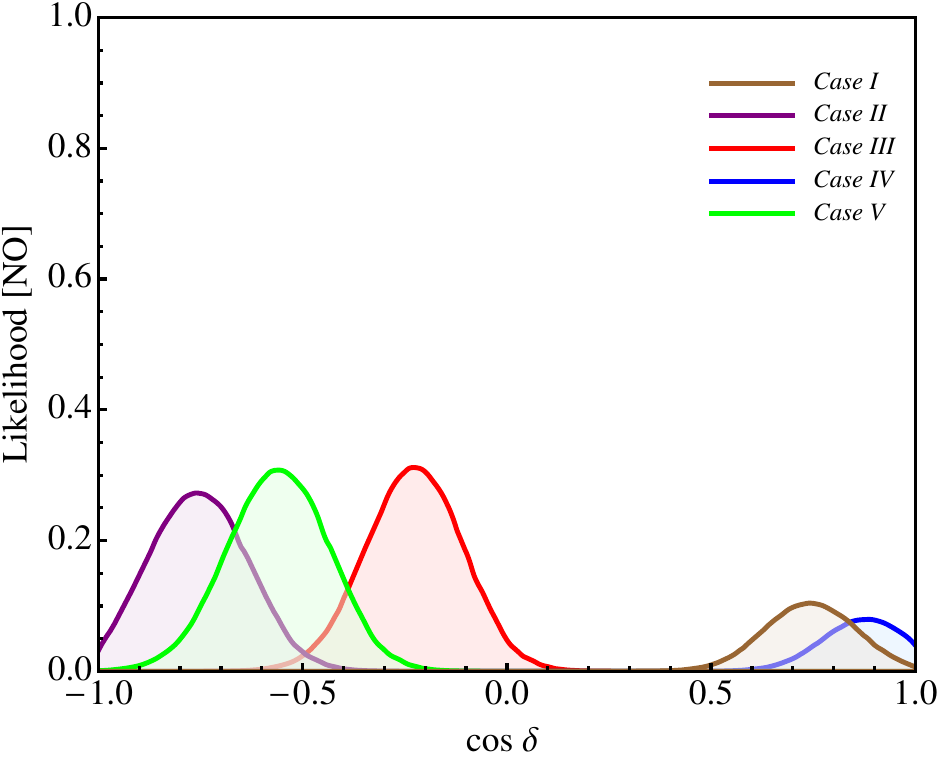 1.0
0.8
0.6
0.4
0.2
0.0
Likelihood [NO]
Case I
Case II
Case III
Case IV
Case V
−1.0 −0.5 0.0 0.5 1.0
cos δ